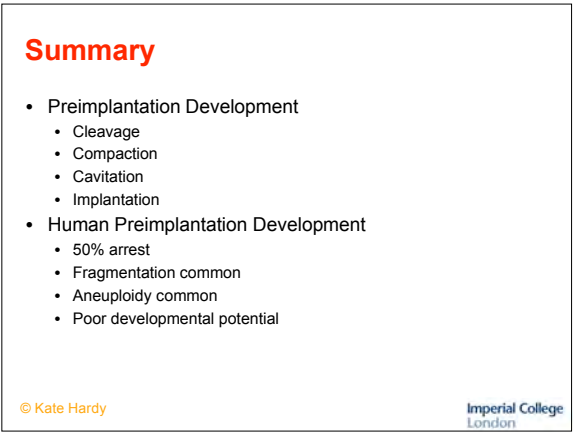 Summary
• Preimplantation Development
• Cleavage
• Compaction
• Cavitation
• Implantation
• Human Preimplantation Development
• 50% arrest
• Fragmentation common
• Aneuploidy common
• Poor developmental potential
© Kate Hardy
Imperial College
London